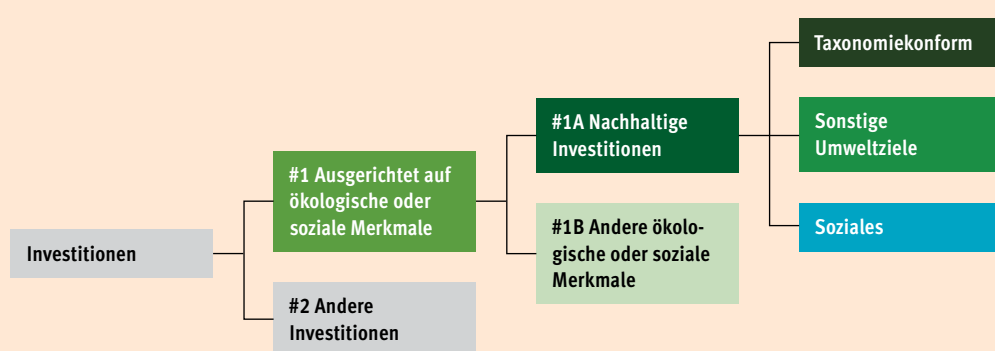 Investitionen
#1 Ausgerichtet auf
ökologische oder
soziale Merkmale
#2 Andere
Investitionen
#1A Nachhaltige
Investitionen
#1B Andere ökolo-
gische oder soziale
Merkmale
Taxonomiekonform
Sonstige
Umweltziele
Soziales